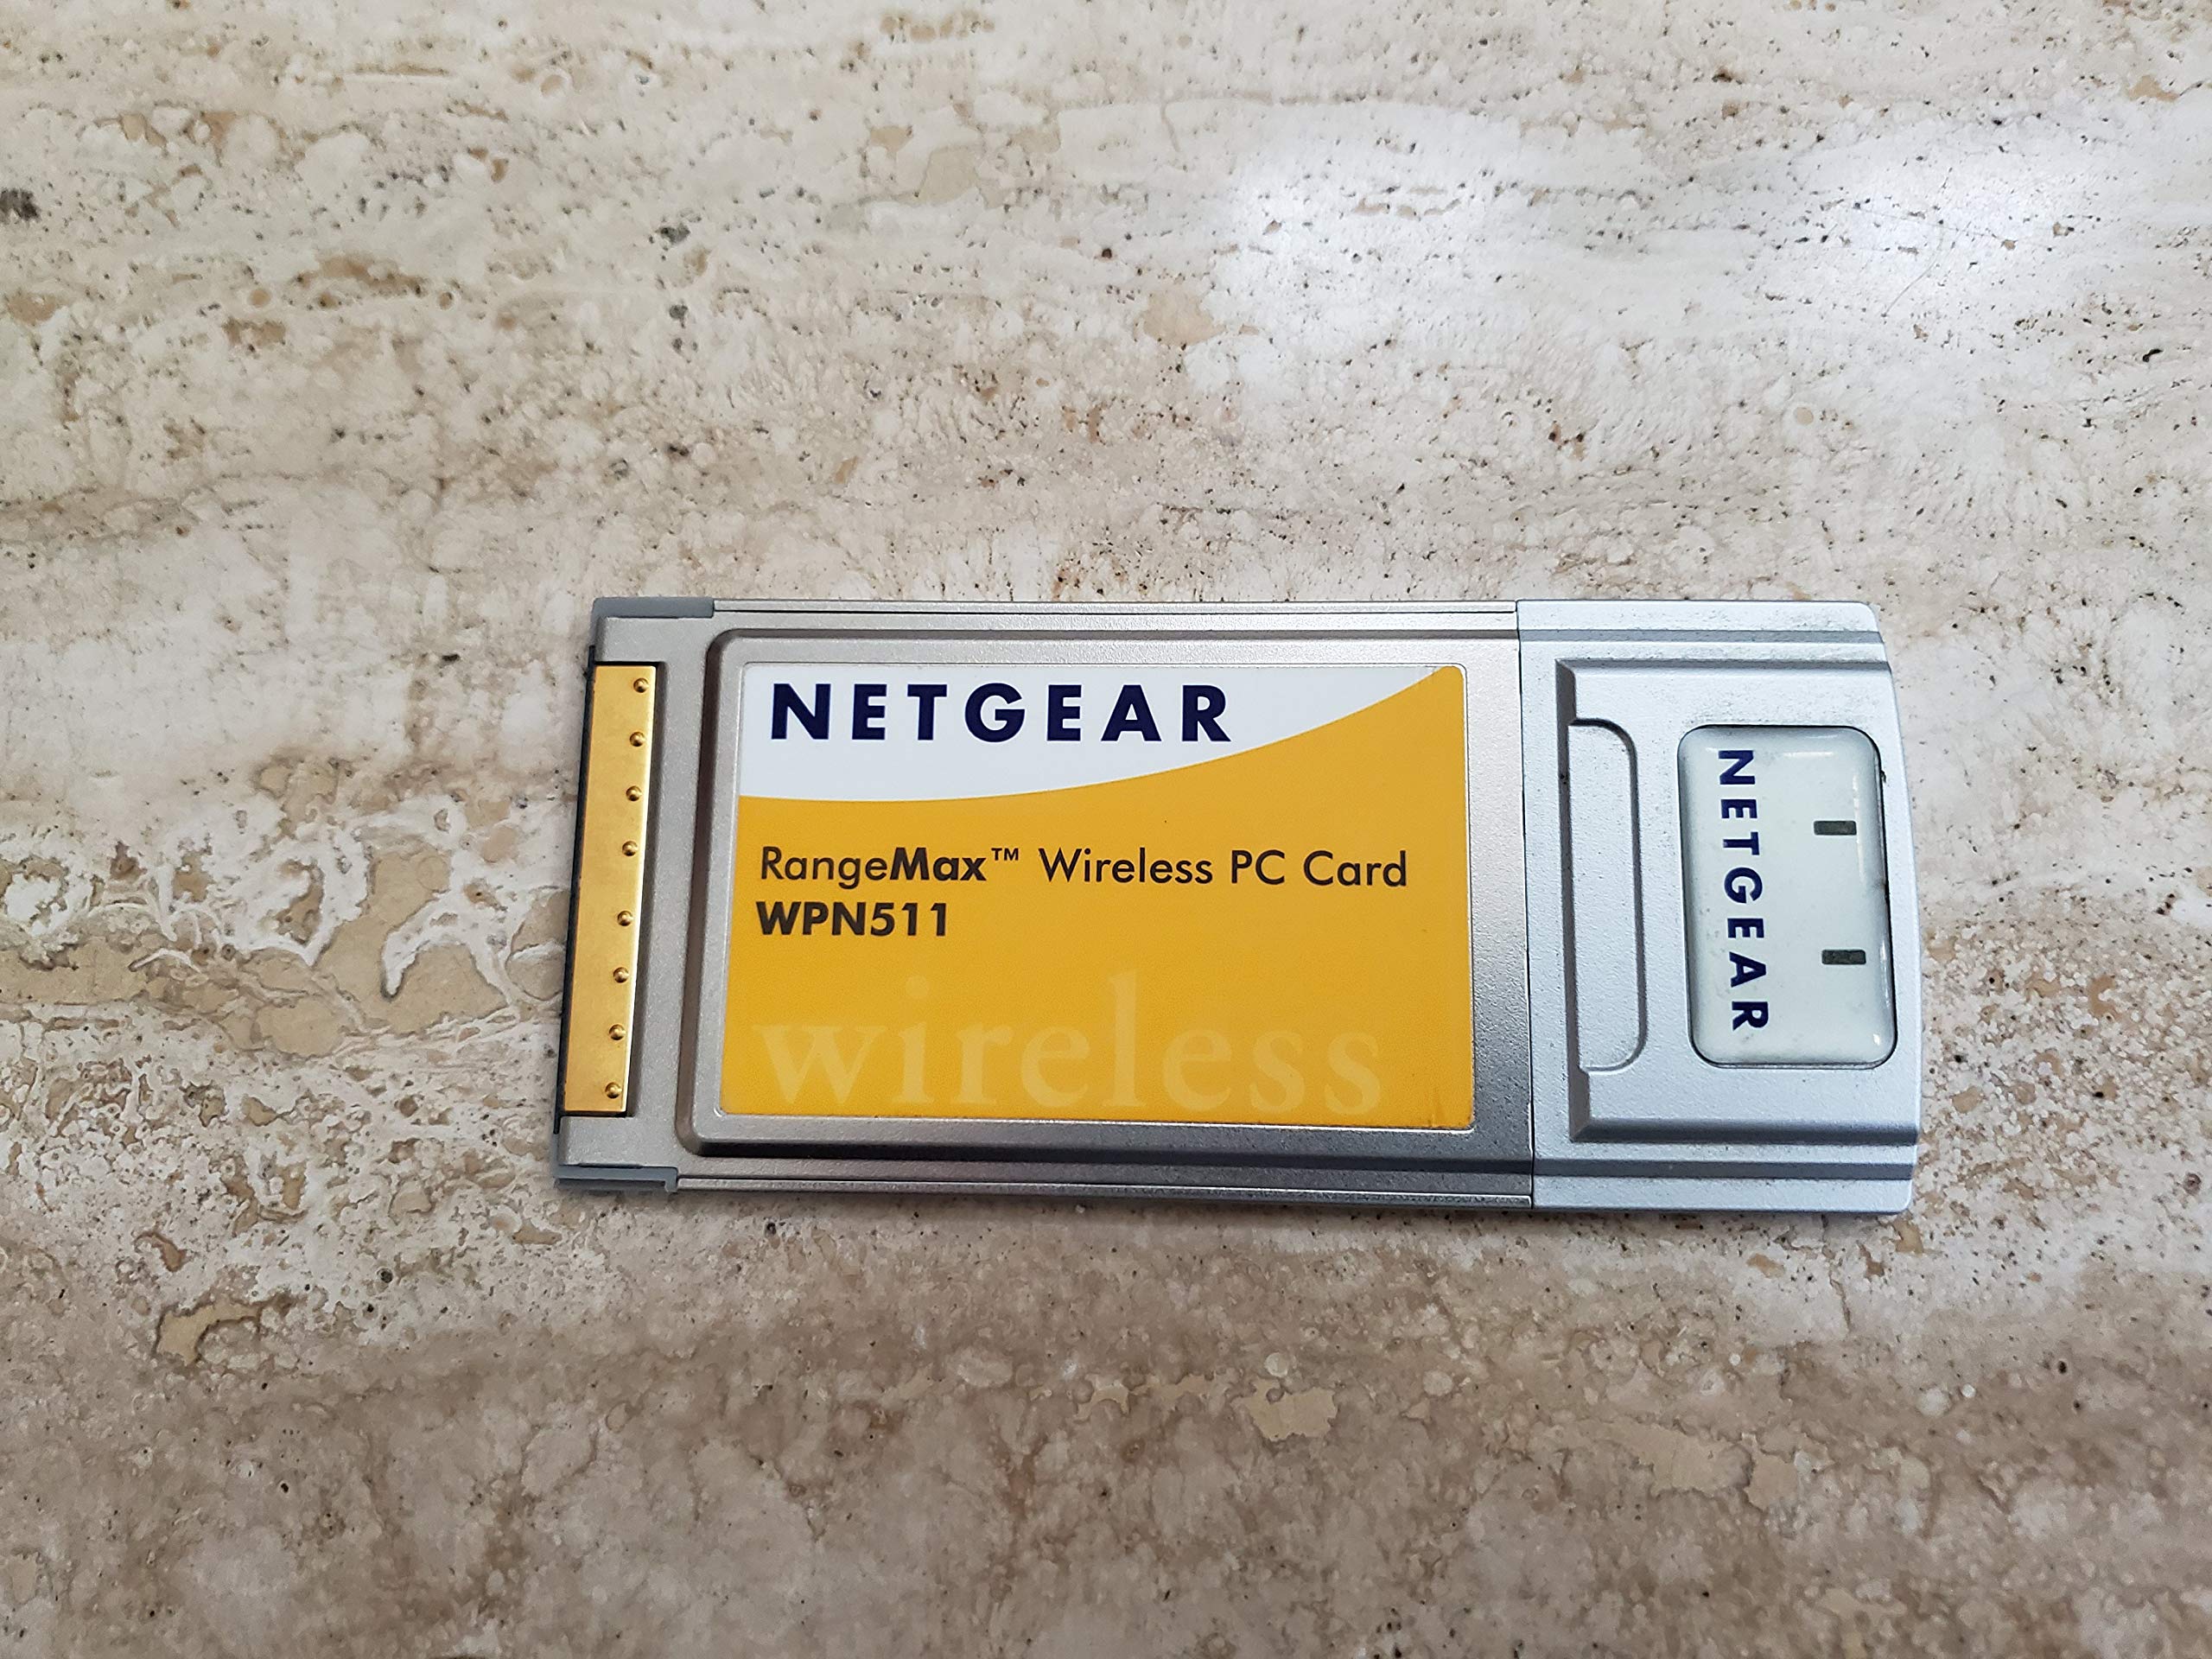 NETGEAR
RangeMax™ Wireless PC Card
WPN511
wireless
NETGEAR